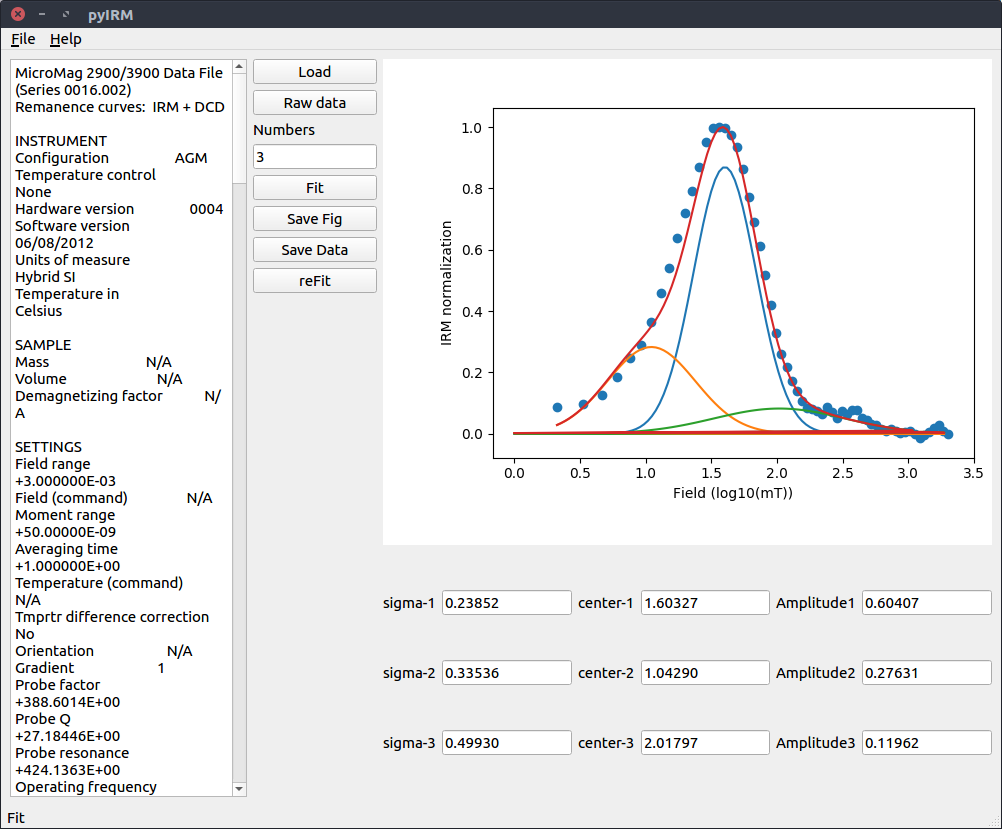 pyIRM
File Help
MicroMag 2900/3900 Data File
(Series 0016.002)
Remanence curves: IRM + DCD
INSTRUMENT
Configuration AGM
Temperature control
None
Hardware version 0004
Software version
06/08/2012
Units of measure
Hybrid SI
Temperature in
Celsius
SAMPLE
Mass N/A
Volume N/A
Demagnetizing factor N/
A
SETTINGS
Field range
+3.000000E-03
Field (command) N/A
Moment range
+50.00000E-09
Averaging time
+1.000000E+00
Temperature (command)
N/A
Tmprtr difference correction
No
Orientation N/A
Gradient 1
Probe factor
+388.6014E+00
Probe Q
+27.18446E+00
Probe resonance
+424.1363E+00
Operating frequency
Load
Raw data
Numbers
3
Fit
Save Fig
Save Data
reFit
IRM normalization
1.0
0.8
0.6
0.4
0.2
0.0
0.0 0.5 1.0 1.5 2.0 2.5 3.0 3.5
Field (log10(mT))
sigma-1 0.23852 center-1 1.60327 Amplitude1 0.60407
sigma-2 0.33536 center-2 1.04290 Amplitude2 0.27631
sigma-3 0.49930 center-3 2.01797 Amplitude3 0.11962
Fit